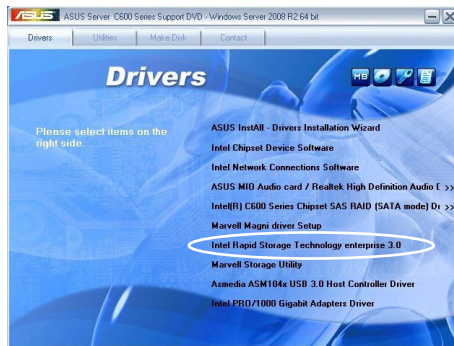 ASUS ASUS Server C600 Series Support DVD - Windows Server 2008 R2 64 bit
Drivers Utilities Make Disk Contact
Drivers
MB
Please select items on the
right side.
ASUS InstAll - Drivers Installation Wizard
Intel Chipset Device Software
Intel Network Connections Software
ASUS MIO Audio card / Realtek High Definition Audio D >>
Intel(R) C600 Series Chipset SAS RAID (SATA mode) Dr >>
Marvell Magni driver Setup
Intel Rapid Storage Technology enterprise 3.0
Marvell Storage Utility
Asmedia ASM104x USB 3.0 Host Controller Driver
Intel PRO/1000 Gigabit Adapters Driver